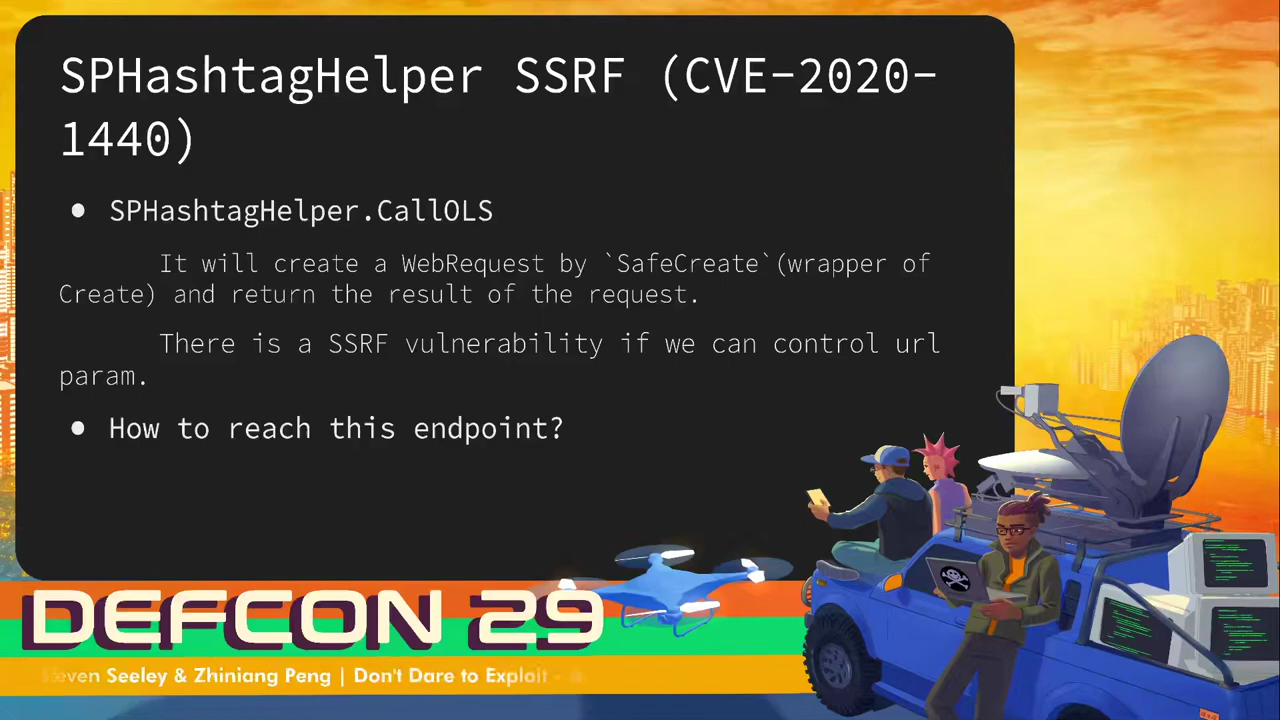 SPHashtagHelper SSRF (CVE-2020-
1440)
● SPHashtagHelper.CallOLS
It will create a WebRequest by `SafeCreate`(wrapper of
Create) and return the result of the request.
There is a SSRF vulnerability if we can control url
param.
● How to reach this endpoint?
DEFCON 29
Seeley & Zhiniang Peng | Don't Dare to Exploit -